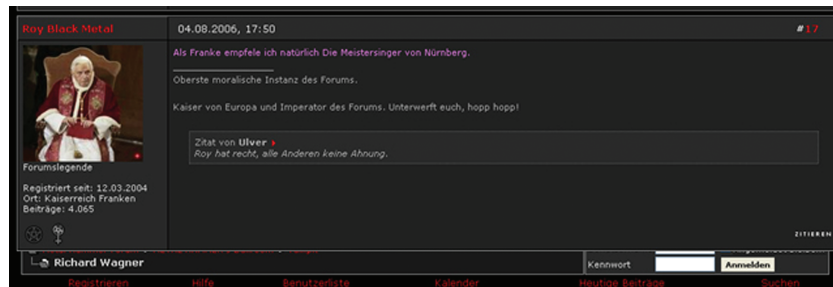 Roy Black Metal
04.08.2006, 17:50
#17
Als Franke empfele ich natürlich Die Meistersinger von Nürnberg.
Oberste moralische Instanz des Forums.
Kaiser von Europa und Imperator des Forums. Unterwerft euch, hopp hopp!
Zitat von Ulver
Roy hat recht, alle Anderen keine Ahnung.
Forumslegende
Registriert seit: 12.03.2004
Ort: Kaiserreich Franken
Beiträge: 4.065
ZITIEREN
Richard Wagner
Kennwort
Anmelden
Registrieren Hilfe Benutzerliste Kalender Heutige Beiträge Suchen